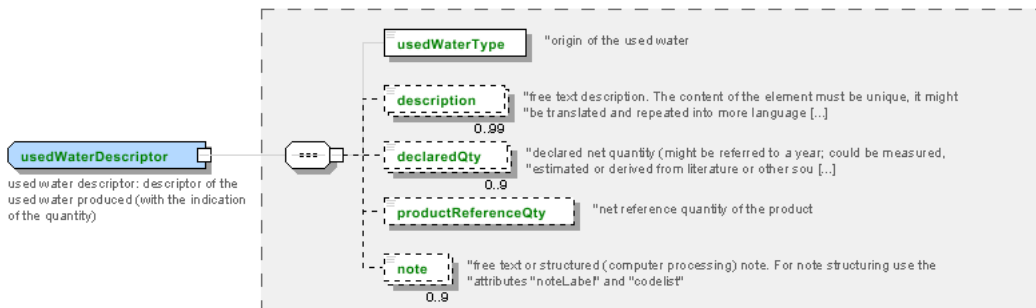 usedWaterType
"origin of the used water
description
"free text description. The content of the element must be unique, it might
"be translated and repeated into more language [...]
0..99
usedWaterDescriptor
used water descriptor: descriptor of the
used water produced (with the indication
of the quantity)
declaredQty
"declared net quantity (might be referred to a year; could be measured,
"estimated or derived from literature or other sou [...]
0..9
productReferenceQty
"net reference quantity of the product
note
"free text or structured (computer processing) note. For note structuring use the
"attributes "noteLabel" and "codelist"
0..9